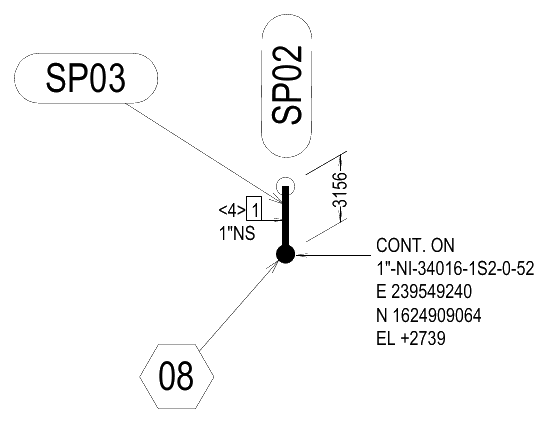 SP02
SP03
3156
<4> 1
1"NS
CONT. ON
1"-NI-34016-1S2-0-52
E 239549240
N 1624909064
EL +2739
08